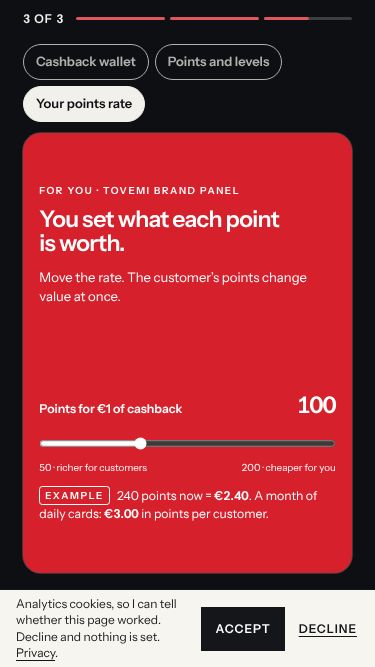 3 OF 3
Cashback wallet
Points and levels
Your points rate
FOR YOU · TOVEMI BRAND PANEL
You set what each point
is worth.
Move the rate. The customer's points change
value at once.
Points for €1 of cashback
100
50 · richer for customers
200 · cheaper for you
EXAMPLE 240 points now = €2.40. A month of
daily cards: €3.00 in points per customer.
Analytics cookies, so I can tell
whether this page worked.
Decline and nothing is set.
Privacy.
ACCEPT
DECLINE